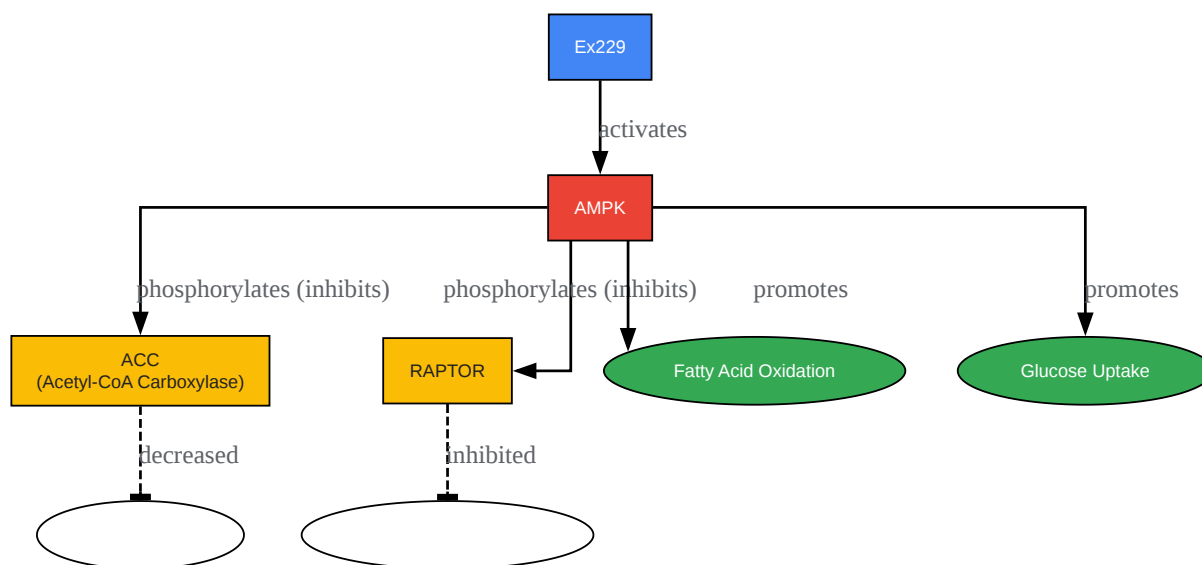 Ex229
activates
AMPK
phosphorylates (inhibits)
phosphorylates (inhibits)
promotes
promotes
ACC
(Acetyl-CoA Carboxylase)
RAPTOR
Fatty Acid Oxidation
Glucose Uptake
decreased
inhibited